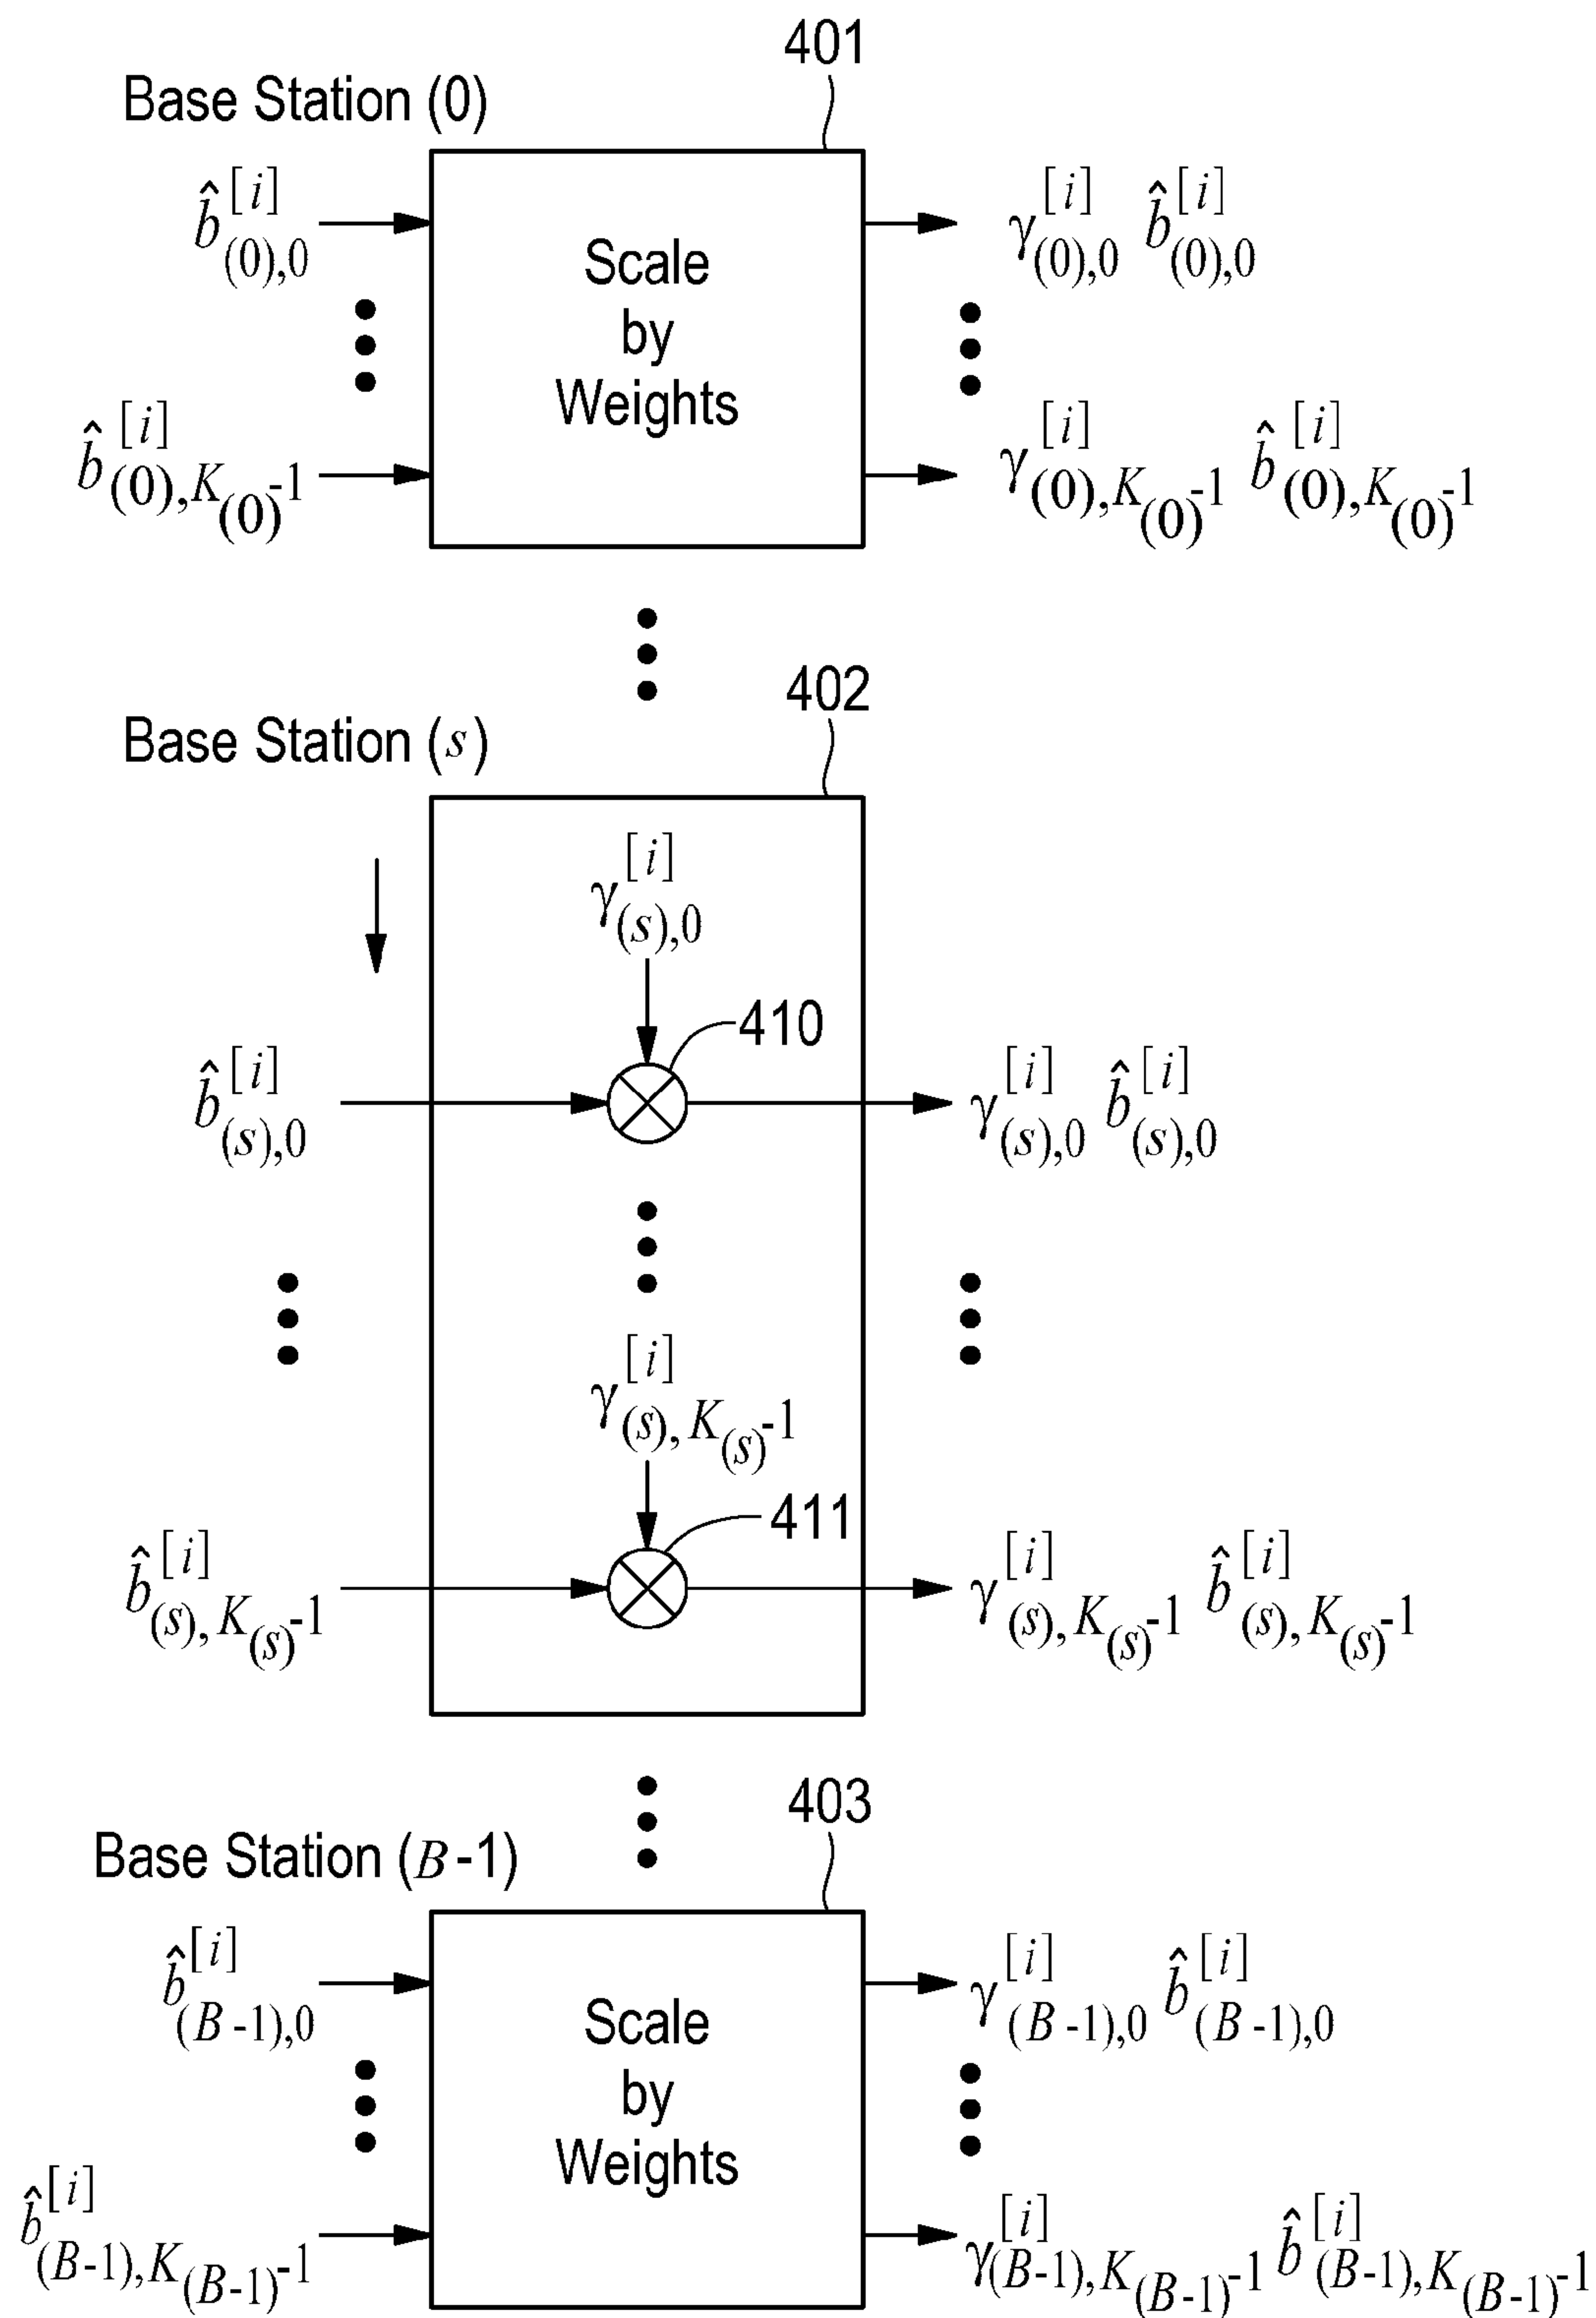 401
Base Station (0)
b̂^[i]_(0),0
Scale
by
Weights
γ^[i]_(0),0 b̂^[i]_(0),0
b̂^[i]_(0),K_(0)-1
γ^[i]_(0),K_(0)-1 b̂^[i]_(0),K_(0)-1
402
Base Station (s)
γ^[i]_(s),0
410
b̂^[i]_(s),0
γ^[i]_(s),0 b̂^[i]_(s),0
γ^[i]_(s),K_(s)-1
411
b̂^[i]_(s),K_(s)-1
γ^[i]_(s),K_(s)-1 b̂^[i]_(s),K_(s)-1
403
Base Station (B-1)
b̂^[i]_(B-1),0
Scale
by
Weights
γ^[i]_(B-1),0 b̂^[i]_(B-1),0
b̂^[i]_(B-1),K_(B-1)-1
γ^[i]_(B-1),K_(B-1)-1 b̂^[i]_(B-1),K_(B-1)-1